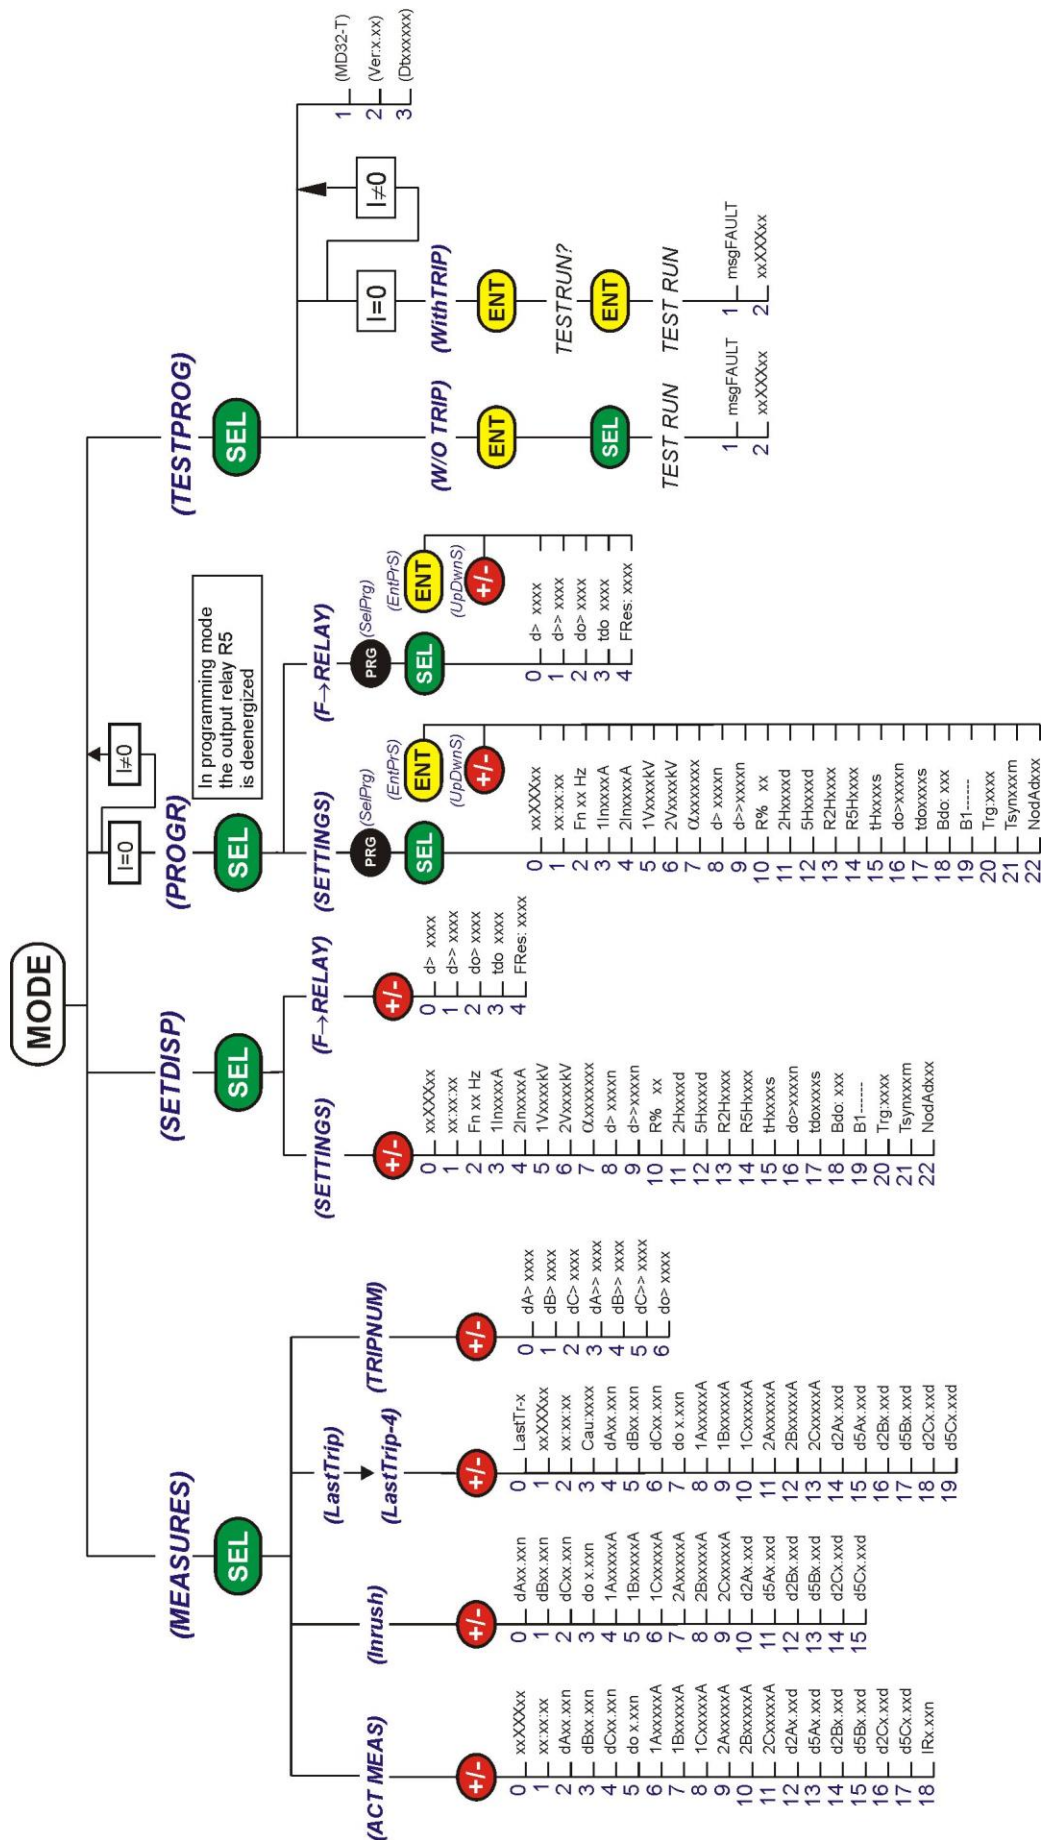 MODE
(MEASURES)
SEL
(ACT MEAS)
+/-
0 xxXXXxx
1 xx:xx:xx
2 dAxx.xxn
3 dBxx.xxn
4 dCxx.xxn
5 do x.xxn
6 1AxxxxxA
7 1BxxxxxA
8 1CxxxxxA
9 2AxxxxxA
10 2BxxxxxA
11 2CxxxxxA
12 d2Ax.xxd
13 d5Ax.xxd
14 d2Bx.xxd
15 d5Bx.xxd
16 d2Cx.xxd
17 d5Cx.xxd
18 IRx.xxn
(Inrush)
+/-
0 dAxx.xxn
1 dBxx.xxn
2 dCxx.xxn
3 do x.xxn
4 1AxxxxxA
5 1BxxxxxA
6 1CxxxxxA
7 2AxxxxxA
8 2BxxxxxA
9 2CxxxxxA
10 d2Ax.xxd
11 d5Ax.xxd
12 d2Bx.xxd
13 d5Bx.xxd
14 d2Cx.xxd
15 d5Cx.xxd
(LastTrip)
(LastTrip-4)
+/-
0 LastTr-x
1 xxXXXxx
2 xx:xx:xx
3 Cau:xxxx
4 dAxx.xxn
5 dBxx.xxn
6 dCxx.xxn
7 do x.xxn
8 1AxxxxxA
9 1BxxxxxA
10 1CxxxxxA
11 2AxxxxxA
12 2BxxxxxA
13 2CxxxxxA
14 d2Ax.xxd
15 d5Ax.xxd
16 d2Bx.xxd
17 d5Bx.xxd
18 d2Cx.xxd
19 d5Cx.xxd
(TRIPNUM)
+/-
0 dA> xxxx
1 dB> xxxx
2 dC> xxxx
3 dA>> xxxx
4 dB>> xxxx
5 dC>> xxxx
6 do> xxxx
(SETDISP)
SEL
(SETTINGS)
+/-
0 xxXXXxx
1 xx:xx:xx
2 Fn xx Hz
3 1InxxxxA
4 2InxxxxA
5 1VxxxxkV
6 2VxxxxkV
7 αxxxxxxx
8 d> xxxxn
9 d>>xxxxn
10 R% xx
11 2Hxxxxd
12 5Hxxxxd
13 R2Hxxxx
14 R5Hxxxx
15 tHxxxxs
16 do>xxxxn
17 tdoxxxxs
18 Bdo: xxx
19 B1------
20 Trg:xxxx
21 Tsynxxxm
22 NodAdxxx
(F→RELAY)
+/-
0 d> xxxx
1 d>> xxxx
2 do> xxxx
3 tdo xxxx
4 FRes: xxxx
I=0
I≠0
(PROGR)
SEL
In programming mode
the output relay R5
is deenergized
(SETTINGS)
PRG (SelPrg)
SEL
(EntPrS)
ENT
(UpDwnS)
+/-
0 xxXXXxx
1 xx:xx:xx
2 Fn xx Hz
3 1InxxxxA
4 2InxxxxA
5 1VxxxxkV
6 2VxxxxkV
7 αxxxxxxx
8 d> xxxxn
9 d>>xxxxn
10 R% xx
11 2Hxxxxd
12 5Hxxxxd
13 R2Hxxxx
14 R5Hxxxx
15 tHxxxxs
16 do>xxxxn
17 tdoxxxxs
18 Bdo: xxx
19 B1------
20 Trg:xxxx
21 Tsynxxxm
22 NodAdxxx
(F→RELAY)
PRG (SelPrg)
SEL
(EntPrS)
ENT
(UpDwnS)
+/-
0 d> xxxx
1 d>> xxxx
2 do> xxxx
3 tdo xxxx
4 FRes: xxxx
(TESTPROG)
SEL
(W/O TRIP)
ENT
SEL
TEST RUN
1 msgFAULT
2 xxXXXxx
I=0
I≠0
(WithTRIP)
ENT
TESTRUN?
ENT
TEST RUN
1 msgFAULT
2 xxXXXxx
1 (MD32-T)
2 (Ver.x.xx)
3 (Dtxxxxxx)